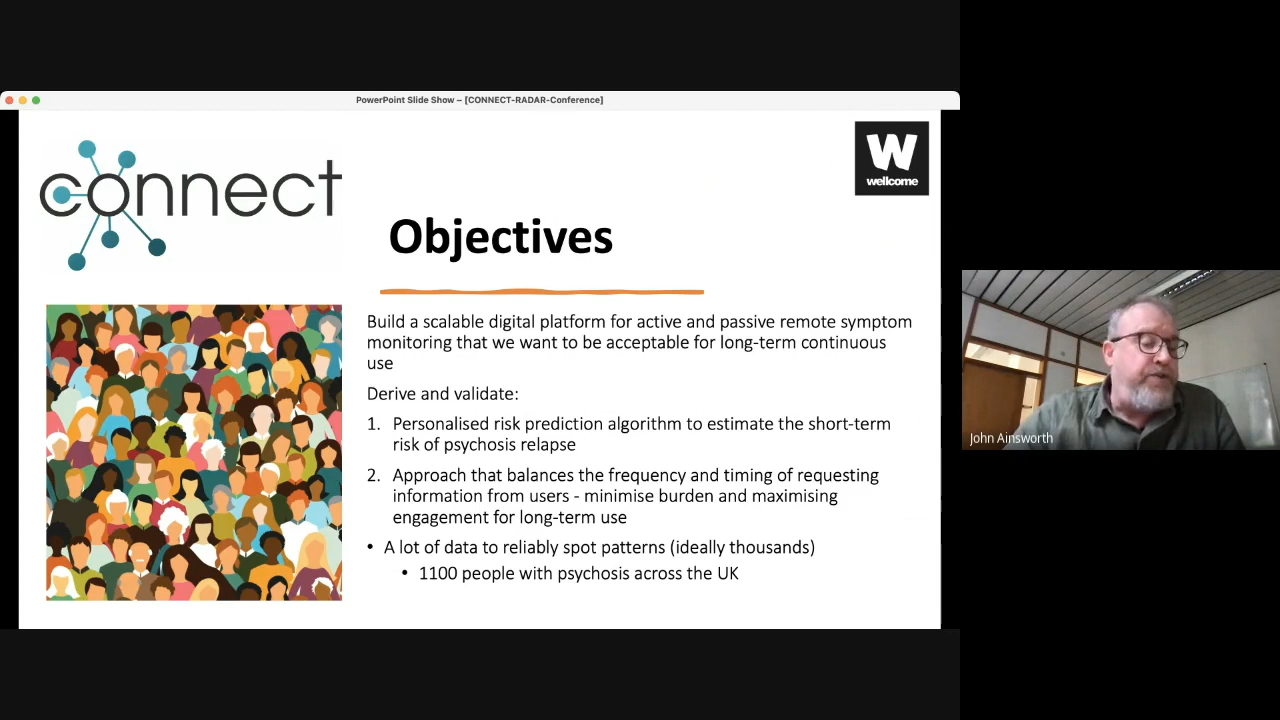 PowerPoint Slide Show – [CONNECT-RADAR-Conference]
connect
W
wellcome
Objectives
Build a scalable digital platform for active and passive remote symptom
monitoring that we want to be acceptable for long-term continuous
use
Derive and validate:
1. Personalised risk prediction algorithm to estimate the short-term
risk of psychosis relapse
2. Approach that balances the frequency and timing of requesting
information from users - minimise burden and maximising
engagement for long-term use
• A lot of data to reliably spot patterns (ideally thousands)
• 1100 people with psychosis across the UK
John Ainsworth